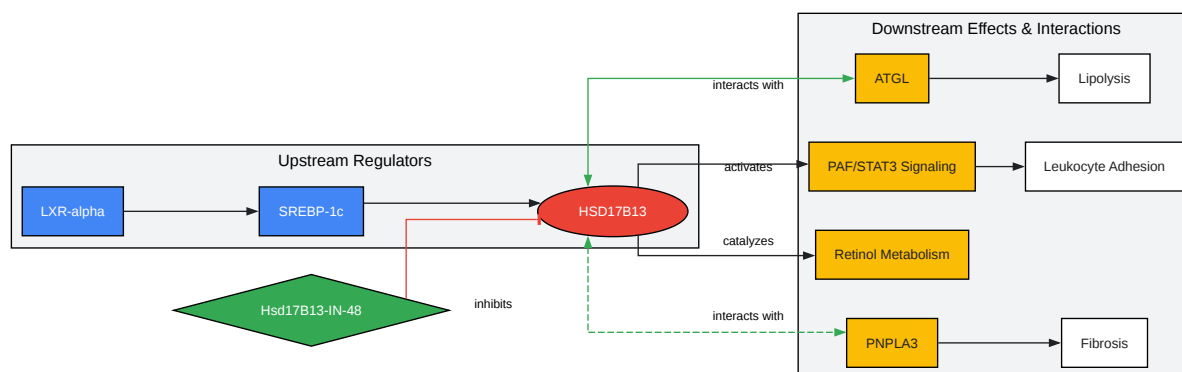 Downstream Effects & Interactions
ATGL
Lipolysis
interacts with
Upstream Regulators
PAF/STAT3 Signaling
Leukocyte Adhesion
activates
LXR-alpha
SREBP-1c
HSD17B13
catalyzes
Retinol Metabolism
Hsd17B13-IN-48
inhibits
interacts with
PNPLA3
Fibrosis